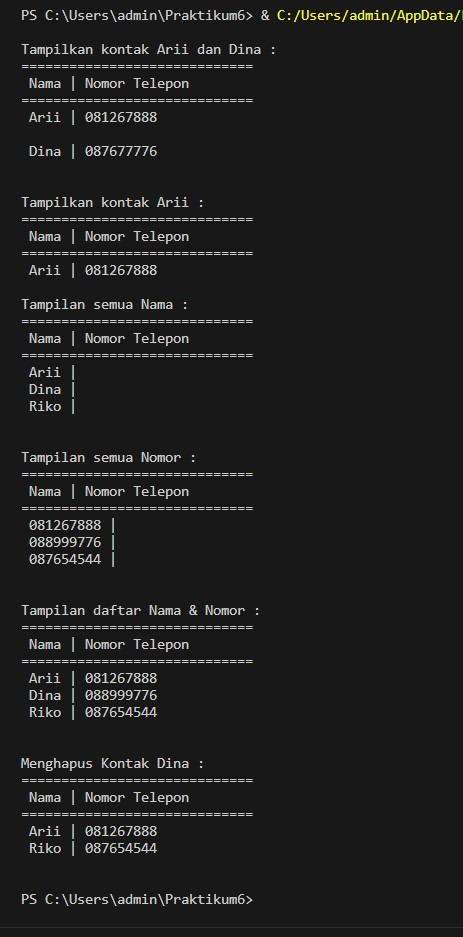 PS C:\Users\admin\Praktikum6> & C:/Users/admin/AppData/
Tampilkan kontak Arii dan Dina :
=============================
Nama | Nomor Telepon
=============================
Arii | 081267888
Dina | 087677776
Tampilkan kontak Arii :
=============================
Nama | Nomor Telepon
=============================
Arii | 081267888
Tampilan semua Nama :
=============================
Nama | Nomor Telepon
=============================
Arii |
Dina |
Riko |
Tampilan semua Nomor :
=============================
Nama | Nomor Telepon
=============================
081267888 |
088999776 |
087654544 |
Tampilan daftar Nama & Nomor :
=============================
Nama | Nomor Telepon
=============================
Arii | 081267888
Dina | 088999776
Riko | 087654544
Menghapus Kontak Dina :
=============================
Nama | Nomor Telepon
=============================
Arii | 081267888
Riko | 087654544
PS C:\Users\admin\Praktikum6>